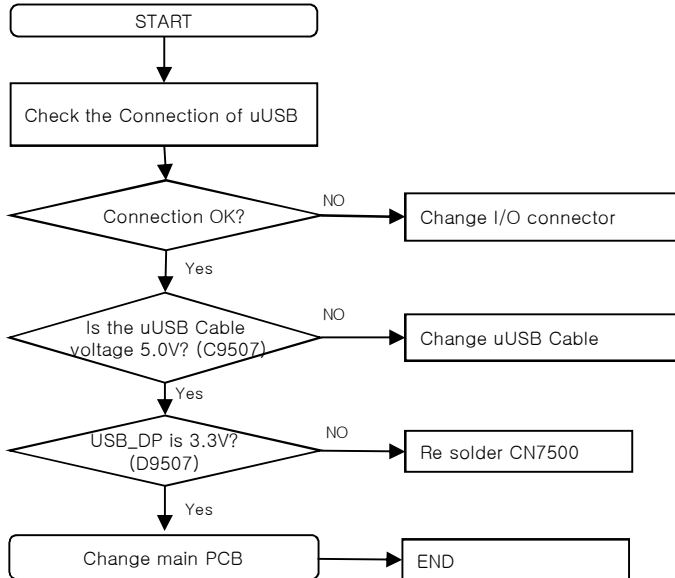 START
Check the Connection of uUSB
Connection OK?
NO
Change I/O connector
Yes
Is the uUSB Cable
voltage 5.0V? (C9507)
NO
Change uUSB Cable
Yes
USB_DP is 3.3V?
(D9507)
NO
Re solder CN7500
Yes
Change main PCB
END